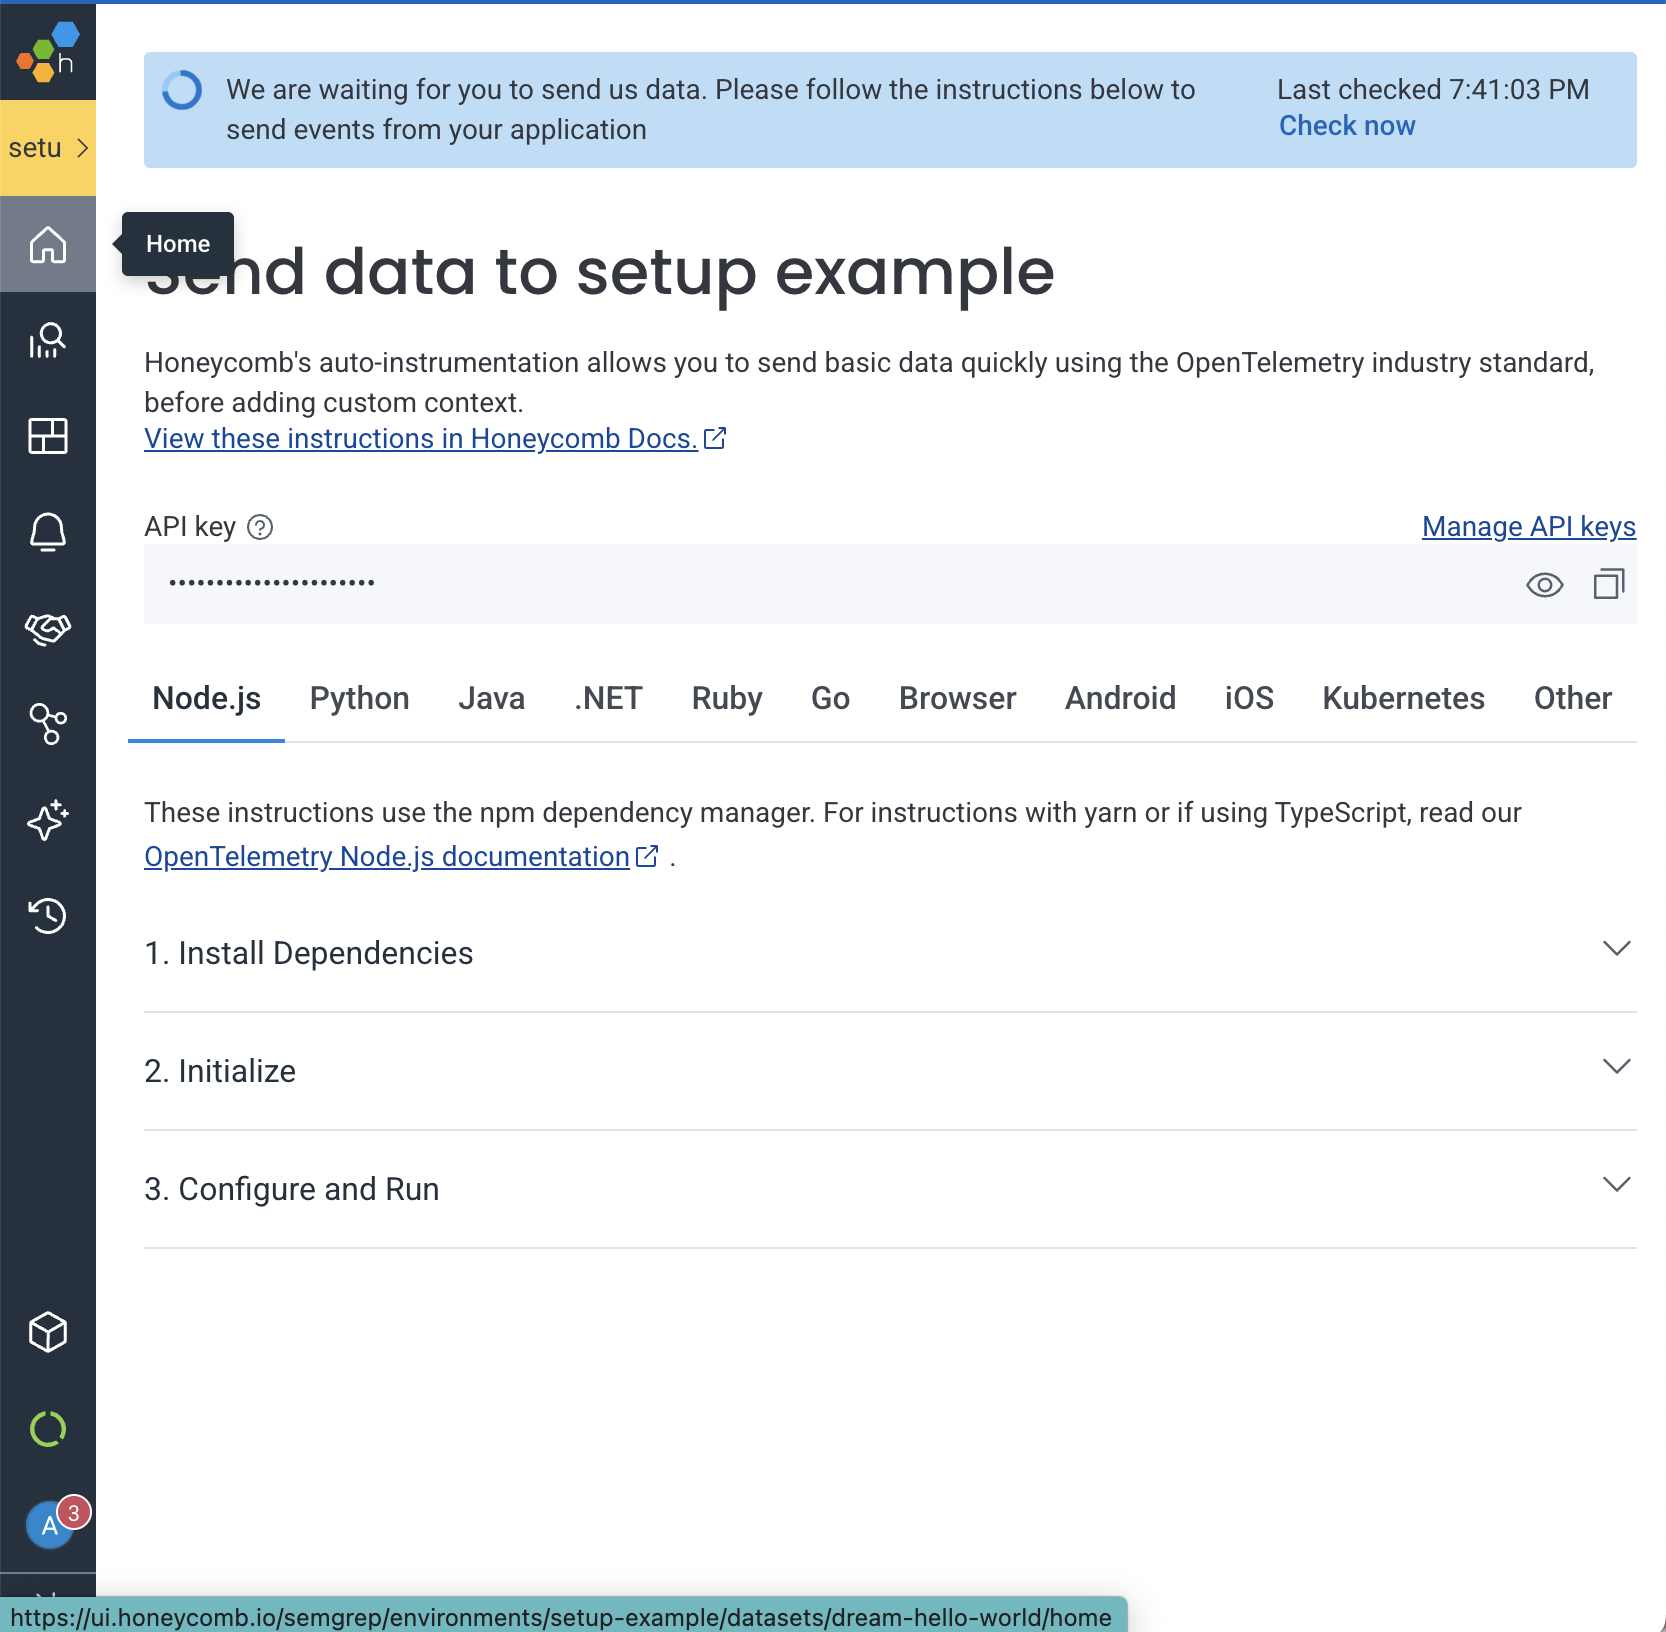 h
We are waiting for you to send us data. Please follow the instructions below to
send events from your application
Last checked 7:41:03 PM
Check now
setu
Home
Send data to setup example
Honeycomb's auto-instrumentation allows you to send basic data quickly using the OpenTelemetry industry standard,
before adding custom context.
View these instructions in Honeycomb Docs.
API key
Manage API keys
••••••••••••••••••••••
Node.js Python Java .NET Ruby Go Browser Android iOS Kubernetes Other
These instructions use the npm dependency manager. For instructions with yarn or if using TypeScript, read our
OpenTelemetry Node.js documentation .
1. Install Dependencies
2. Initialize
3. Configure and Run
A 3
https://ui.honeycomb.io/semgrep/environments/setup-example/datasets/dream-hello-world/home